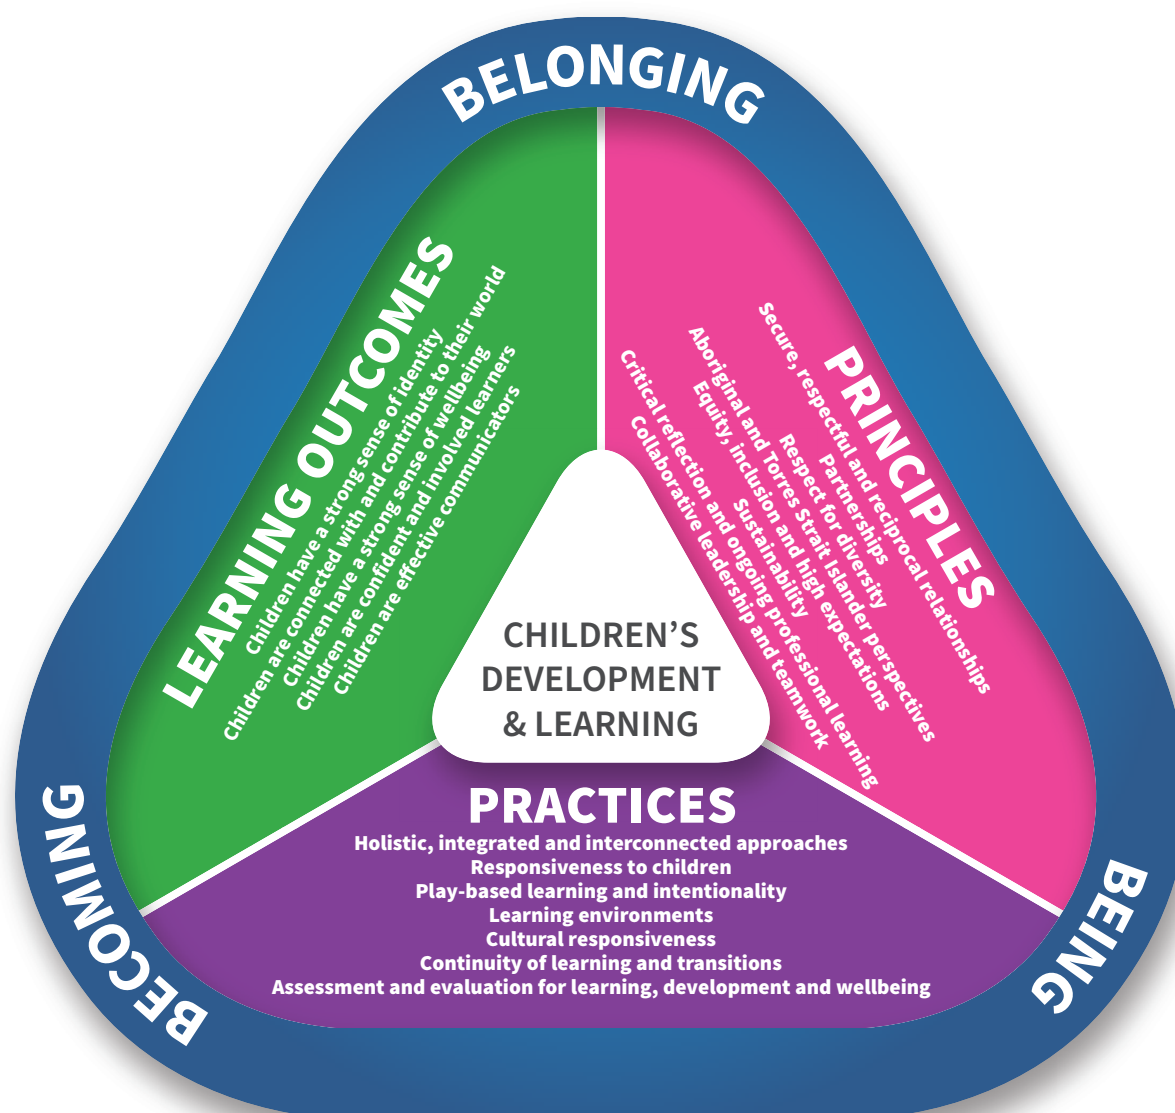 BELONGING
LEARNING OUTCOMES
Children have a strong sense of identity
Children are connected with and contribute to their world
Children have a strong sense of wellbeing
Children are confident and involved learners
Children are effective communicators
PRINCIPLES
Secure, respectful and reciprocal relationships
Partnerships
Respect for diversity
Aboriginal and Torres Strait Islander perspectives
Equity, inclusion and high expectations
Sustainability
Critical reflection and ongoing professional learning
Collaborative leadership and teamwork
CHILDREN’S
DEVELOPMENT
& LEARNING
PRACTICES
Holistic, integrated and interconnected approaches
Responsiveness to children
Play-based learning and intentionality
Learning environments
Cultural responsiveness
Continuity of learning and transitions
Assessment and evaluation for learning, development and wellbeing
BECOMING
BEING